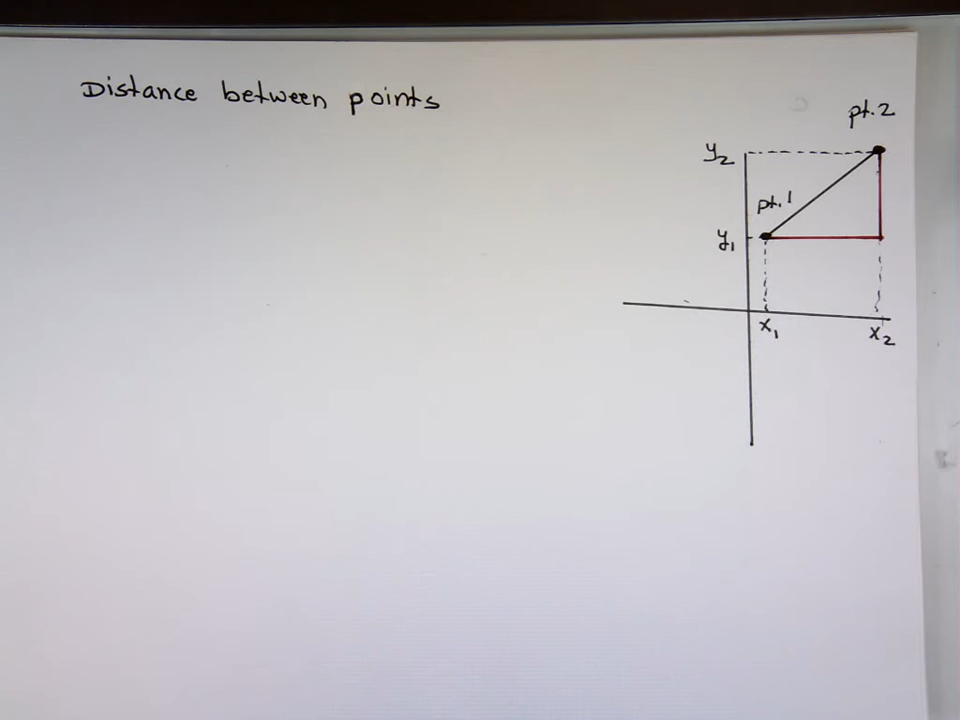 Distance between points
pt.2
y₂
pt.1
y₁
x₁
x₂